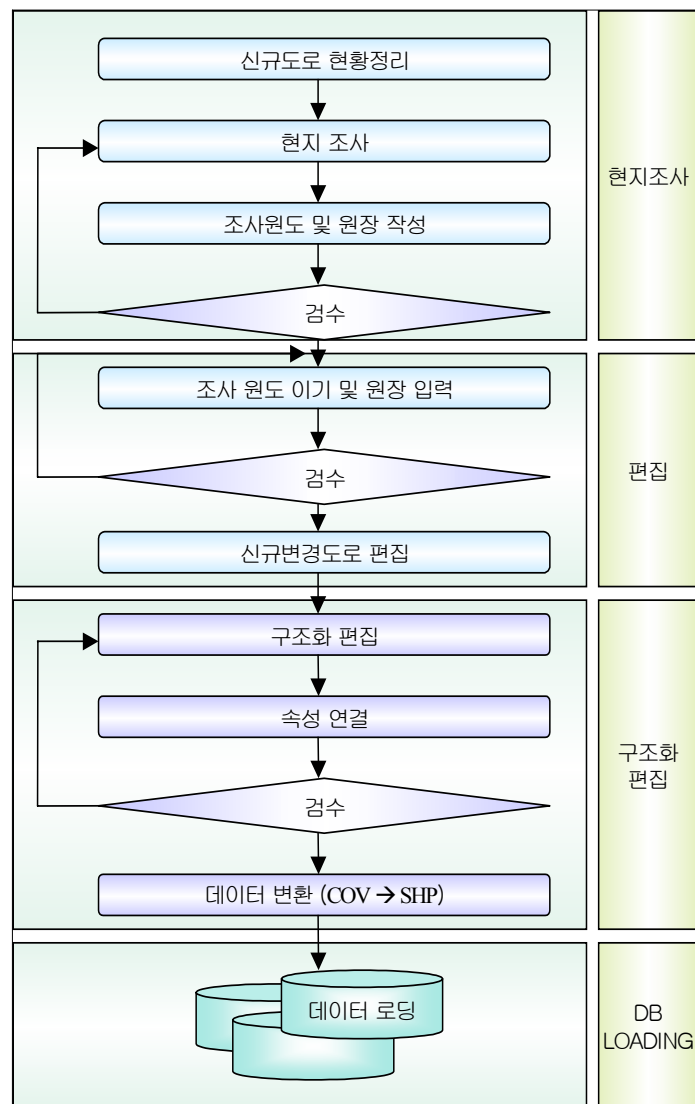 신규도로 현황정리
현지 조사
현지조사
조사원도 및 원장 작성
검수
조사 원도 이기 및 원장 입력
검수
편집
신규변경도로 편집
구조화 편집
속성 연결
구조화
편집
검수
데이터 변환 (COV → SHP)
데이터 로딩
DB
LOADING